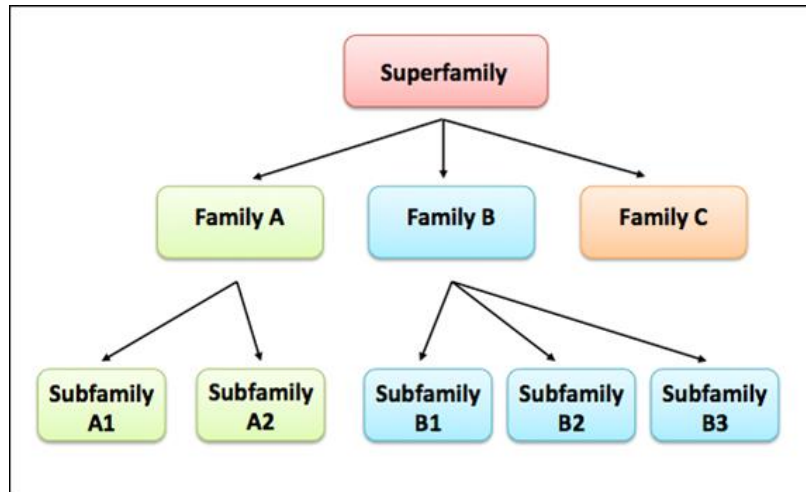 Superfamily
Family A
Family B
Family C
Subfamily
A1
Subfamily
A2
Subfamily
B1
Subfamily
B2
Subfamily
B3